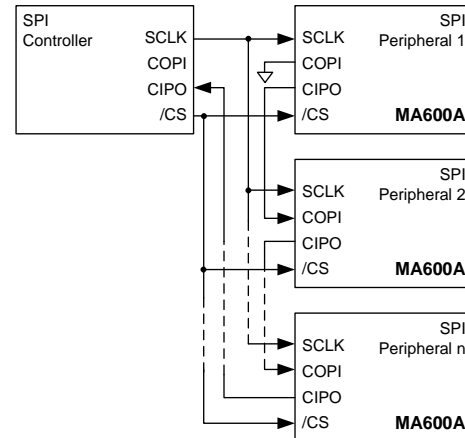 SPI
Controller
SCLK
COPI
CIPO
/CS
SPI
Peripheral 1
SCLK
COPI
CIPO
/CS
MA600A
SPI
Peripheral 2
SCLK
COPI
CIPO
/CS
MA600A
SPI
Peripheral n
SCLK
COPI
CIPO
/CS
MA600A